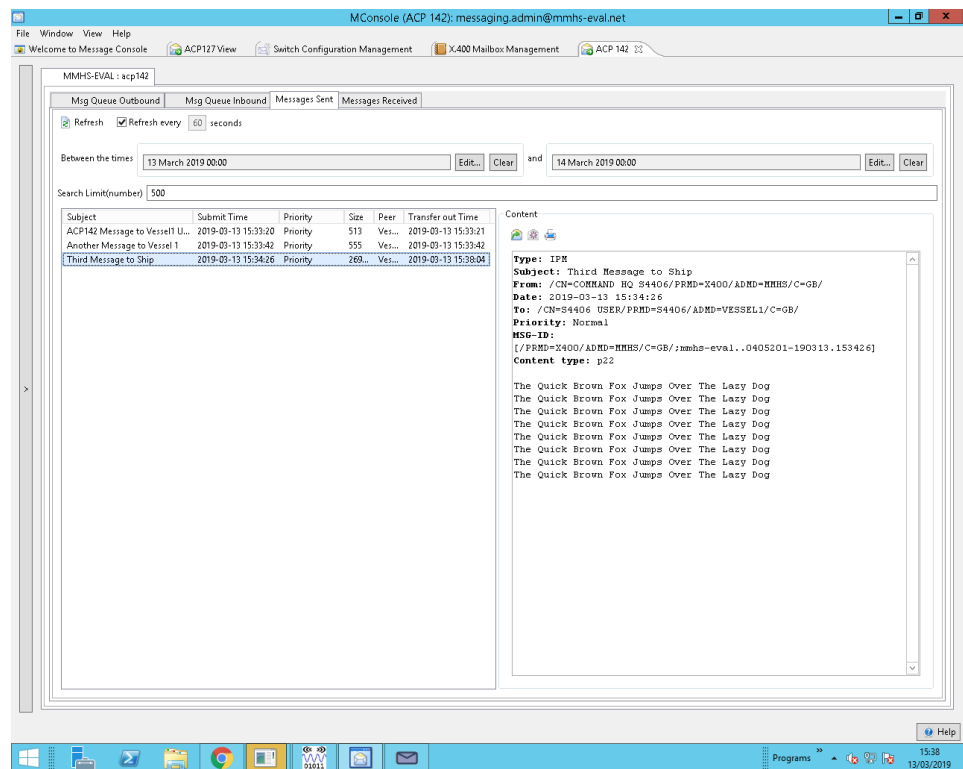 MConsole (ACP 142): messaging.admin@mmhs-eval.net
File Window View Help
Welcome to Message Console ACP127 View Switch Configuration Management X.400 Mailbox Management ACP 142
MMHS-EVAL : acp142
Msg Queue Outbound Msg Queue Inbound Messages Sent Messages Received
Refresh Refresh every 60 seconds
Between the times 13 March 2019 00:00 Edit... Clear and 14 March 2019 00:00 Edit... Clear
Search Limit(number) 500
Subject Submit Time Priority Size Peer Transfer out Time
ACP142 Message to Vessel1 U... 2019-03-13 15:33:20 Priority 513 Ves... 2019-03-13 15:33:21
Another Message to Vessel 1 2019-03-13 15:33:42 Priority 555 Ves... 2019-03-13 15:33:42
Third Message to Ship 2019-03-13 15:34:26 Priority 269... Ves... 2019-03-13 15:38:04
Content
Type: IPM
Subject: Third Message to Ship
From: /CN=COMMAND HQ S4406/PRMD=X400/ADMD=MMHS/C=GB/
Date: 2019-03-13 15:34:26
To: /CN=S4406 USER/PRMD=S4406/ADMD=VESSEL1/C=GB/
Priority: Normal
MSG-ID:
[/PRMD=X400/ADMD=MMHS/C=GB/;mmhs-eval..0405201-190313.153426]
Content type: p22
The Quick Brown Fox Jumps Over The Lazy Dog
The Quick Brown Fox Jumps Over The Lazy Dog
The Quick Brown Fox Jumps Over The Lazy Dog
The Quick Brown Fox Jumps Over The Lazy Dog
The Quick Brown Fox Jumps Over The Lazy Dog
The Quick Brown Fox Jumps Over The Lazy Dog
The Quick Brown Fox Jumps Over The Lazy Dog
The Quick Brown Fox Jumps Over The Lazy Dog
Help
01011
Programs
15:38
13/03/2019